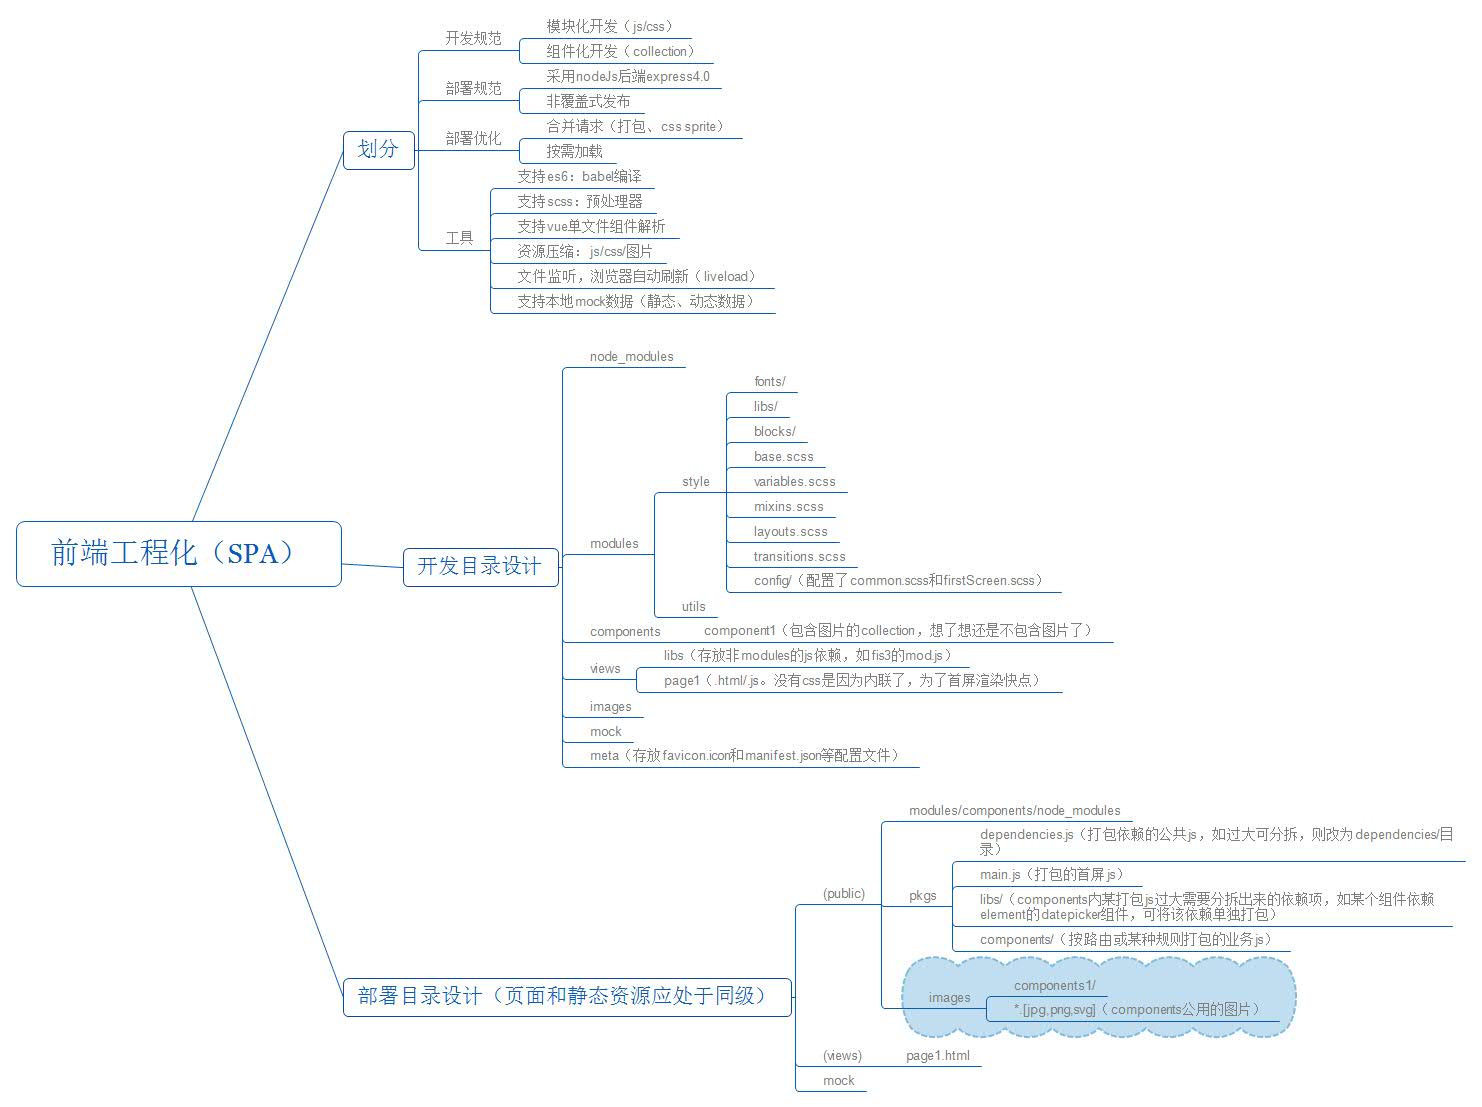 前端工程化（SPA）
划分
开发规范
模块化开发（js/css）
组件化开发（collection）
部署规范
采用nodeJs后端express4.0
非覆盖式发布
部署优化
合并请求（打包、css sprite）
按需加载
工具
支持es6：babel编译
支持scss：预处理器
支持vue单文件组件解析
资源压缩：js/css/图片
文件监听，浏览器自动刷新（liveload）
支持本地mock数据（静态、动态数据）
开发目录设计
node_modules
modules
style
fonts/
libs/
blocks/
base.scss
variables.scss
mixins.scss
layouts.scss
transitions.scss
config/（配置了common.scss和firstScreen.scss）
utils
components
component1（包含图片的collection，想了想还是不包含图片了）
views
libs（存放非modules的js依赖，如fis3的mod.js）
page1（.html/.js。没有css是因为内联了，为了首屏渲染快点）
images
mock
meta（存放favicon.icon和manifest.json等配置文件）
部署目录设计（页面和静态资源应处于同级）
(public)
modules/components/node_modules
pkgs
dependencies.js（打包依赖的公共js，如过大可分拆，则改为dependencies/目
录）
main.js（打包的首屏js）
libs/（components内某打包js过大需要分拆出来的依赖项，如某个组件依赖
element的datepicker组件，可将该依赖单独打包）
components/（按路由或某种规则打包的业务js）
images
components1/
*.[jpg,png,svg]（components公用的图片）
(views)
page1.html
mock